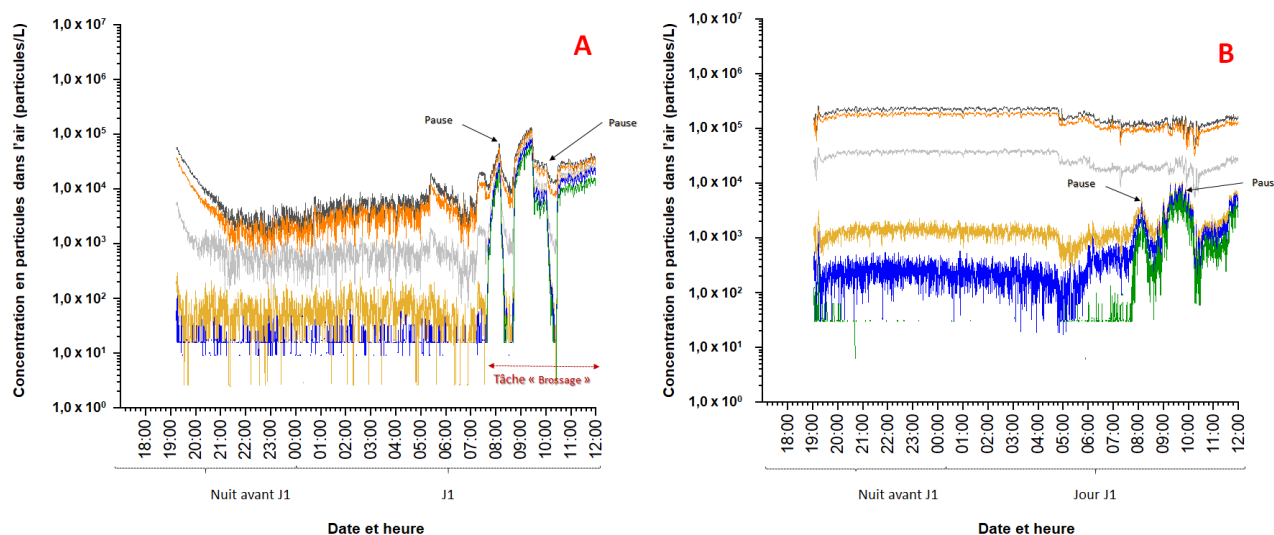 Concentration en particules dans l'air (particules/L)
1,0 x 10⁷
1,0 x 10⁶
1,0 x 10⁵
1,0 x 10⁴
1,0 x 10³
1,0 x 10²
1,0 x 10¹
1,0 x 10⁰
A
Pause
Pause
Tâche « Brossage »
18:00
19:00
20:00
21:00
22:00
23:00
00:00
01:00
02:00
03:00
04:00
05:00
06:00
07:00
08:00
09:00
10:00
11:00
12:00
Nuit avant J1
J1
Date et heure
Concentration en particules dans l'air (particules/L)
1,0 x 10⁷
1,0 x 10⁶
1,0 x 10⁵
1,0 x 10⁴
1,0 x 10³
1,0 x 10²
1,0 x 10¹
1,0 x 10⁰
B
Pause
Paus
18:00
19:00
20:00
21:00
22:00
23:00
00:00
01:00
02:00
03:00
04:00
05:00
06:00
07:00
08:00
09:00
10:00
11:00
12:00
Nuit avant J1
Jour J1
Date et heure